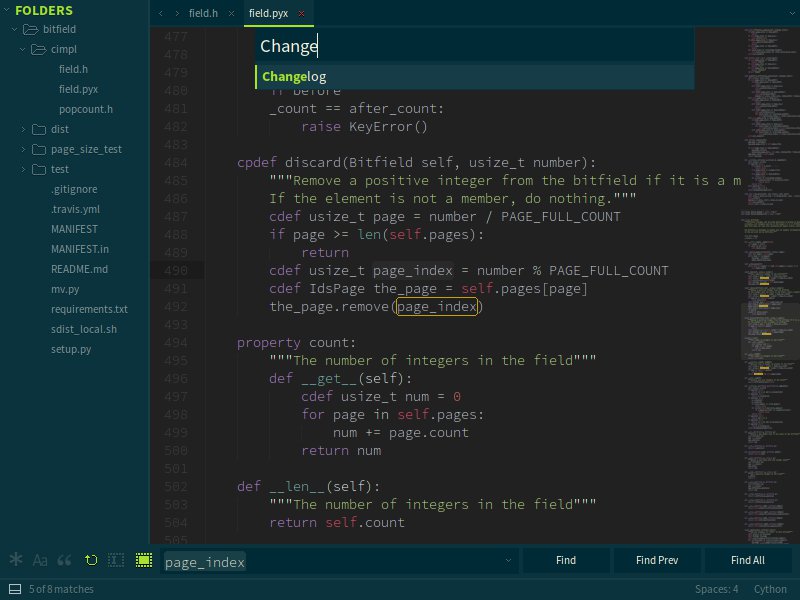 FOLDERS
bitfield
cimpl
field.h
field.pyx
popcount.h
dist
page_size_test
test
.gitignore
.travis.yml
MANIFEST
MANIFEST.in
README.md
mv.py
requirements.txt
sdist_local.sh
setup.py
field.h ×
field.pyx ×
Change
Changelog
477
478
479
480 if before
481 _count == after_count:
482 raise KeyError()
483
484 cpdef discard(Bitfield self, usize_t number):
485 """Remove a positive integer from the bitfield if it is a m
486 If the element is not a member, do nothing."""
487 cdef usize_t page = number / PAGE_FULL_COUNT
488 if page >= len(self.pages):
489 return
490 cdef usize_t page_index = number % PAGE_FULL_COUNT
491 cdef IdsPage the_page = self.pages[page]
492 the_page.remove(page_index)
493
494 property count:
495 """The number of integers in the field"""
496 def __get__(self):
497 cdef usize_t num = 0
498 for page in self.pages:
499 num += page.count
500 return num
501
502 def __len__(self):
503 """The number of integers in the field"""
504 return self.count
505
Aa page_index Find Find Prev Find All
5 of 8 matches Spaces: 4 Cython